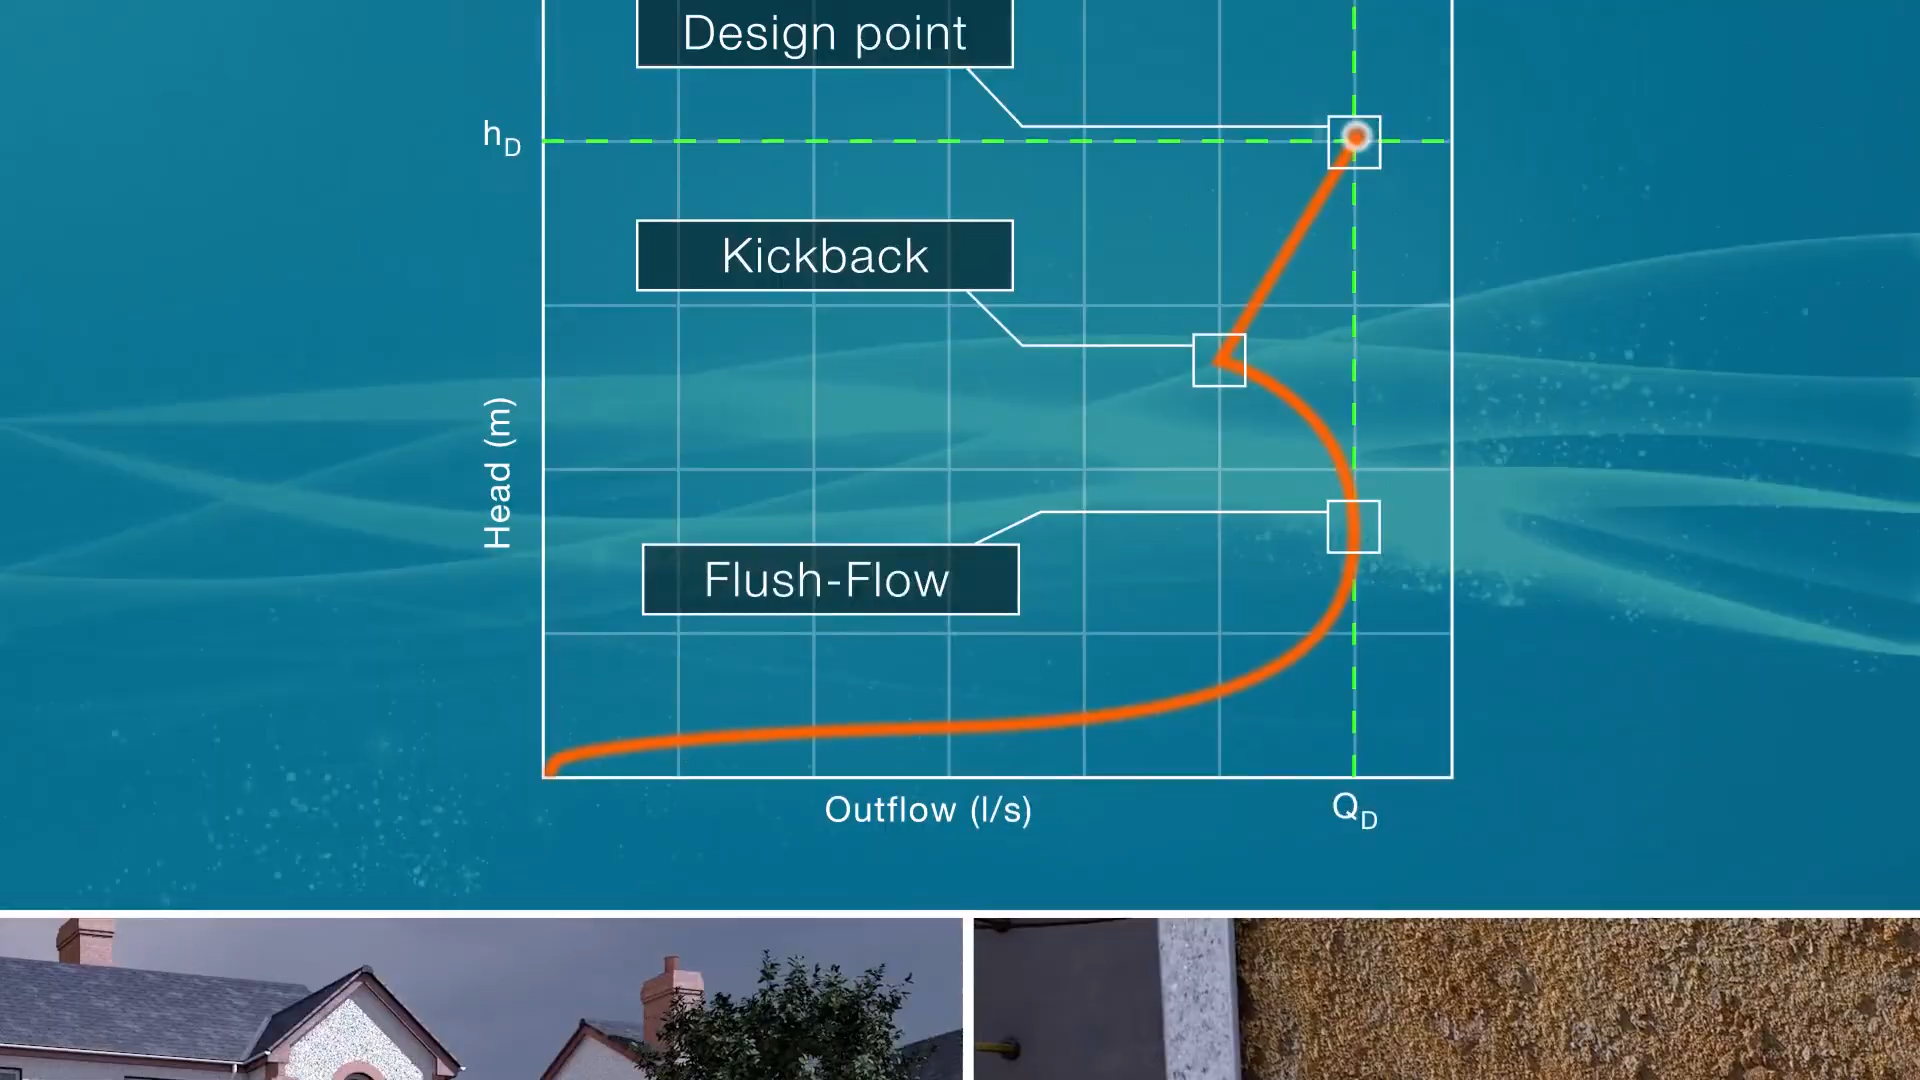 Design point
hD
Kickback
Head (m)
Flush-Flow
Outflow (l/s)
QD